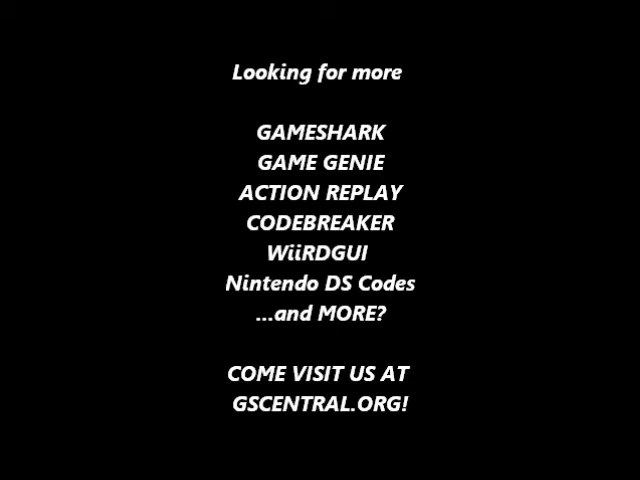 Looking for more
GAMESHARK
GAME GENIE
ACTION REPLAY
CODEBREAKER
WiiRDGUI
Nintendo DS Codes
...and MORE?
COME VISIT US AT
GSCENTRAL.ORG!